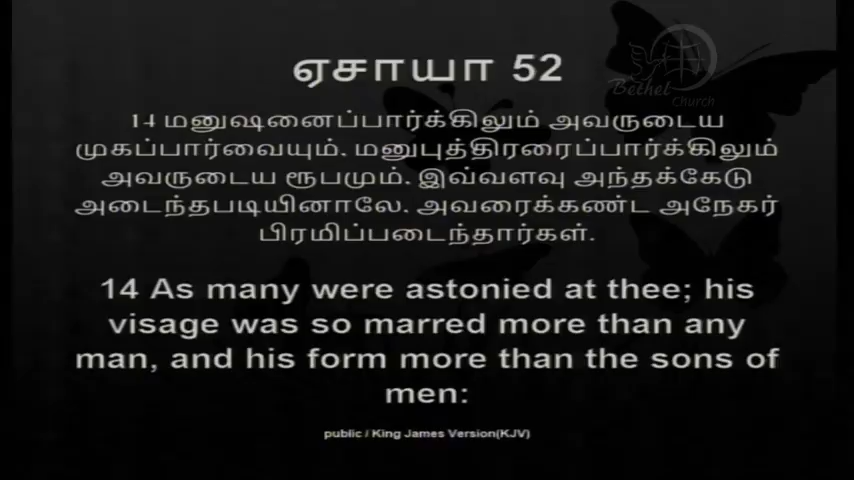 ஏசாயா 52
Bethel
Church
14 மனுஷனைப்பார்க்கிலும் அவருடைய
முகப்பார்வையும், மனுபுத்திரரைப்பார்க்கிலும்
அவருடைய ரூபமும், இவ்வளவு அந்தக்கேடு
அடைந்தபடியினாலே, அவரைக்கண்ட அநேகர்
பிரமிப்படைந்தார்கள்.
14 As many were astonied at thee; his
visage was so marred more than any
man, and his form more than the sons of
men:
public / King James Version(KJV)